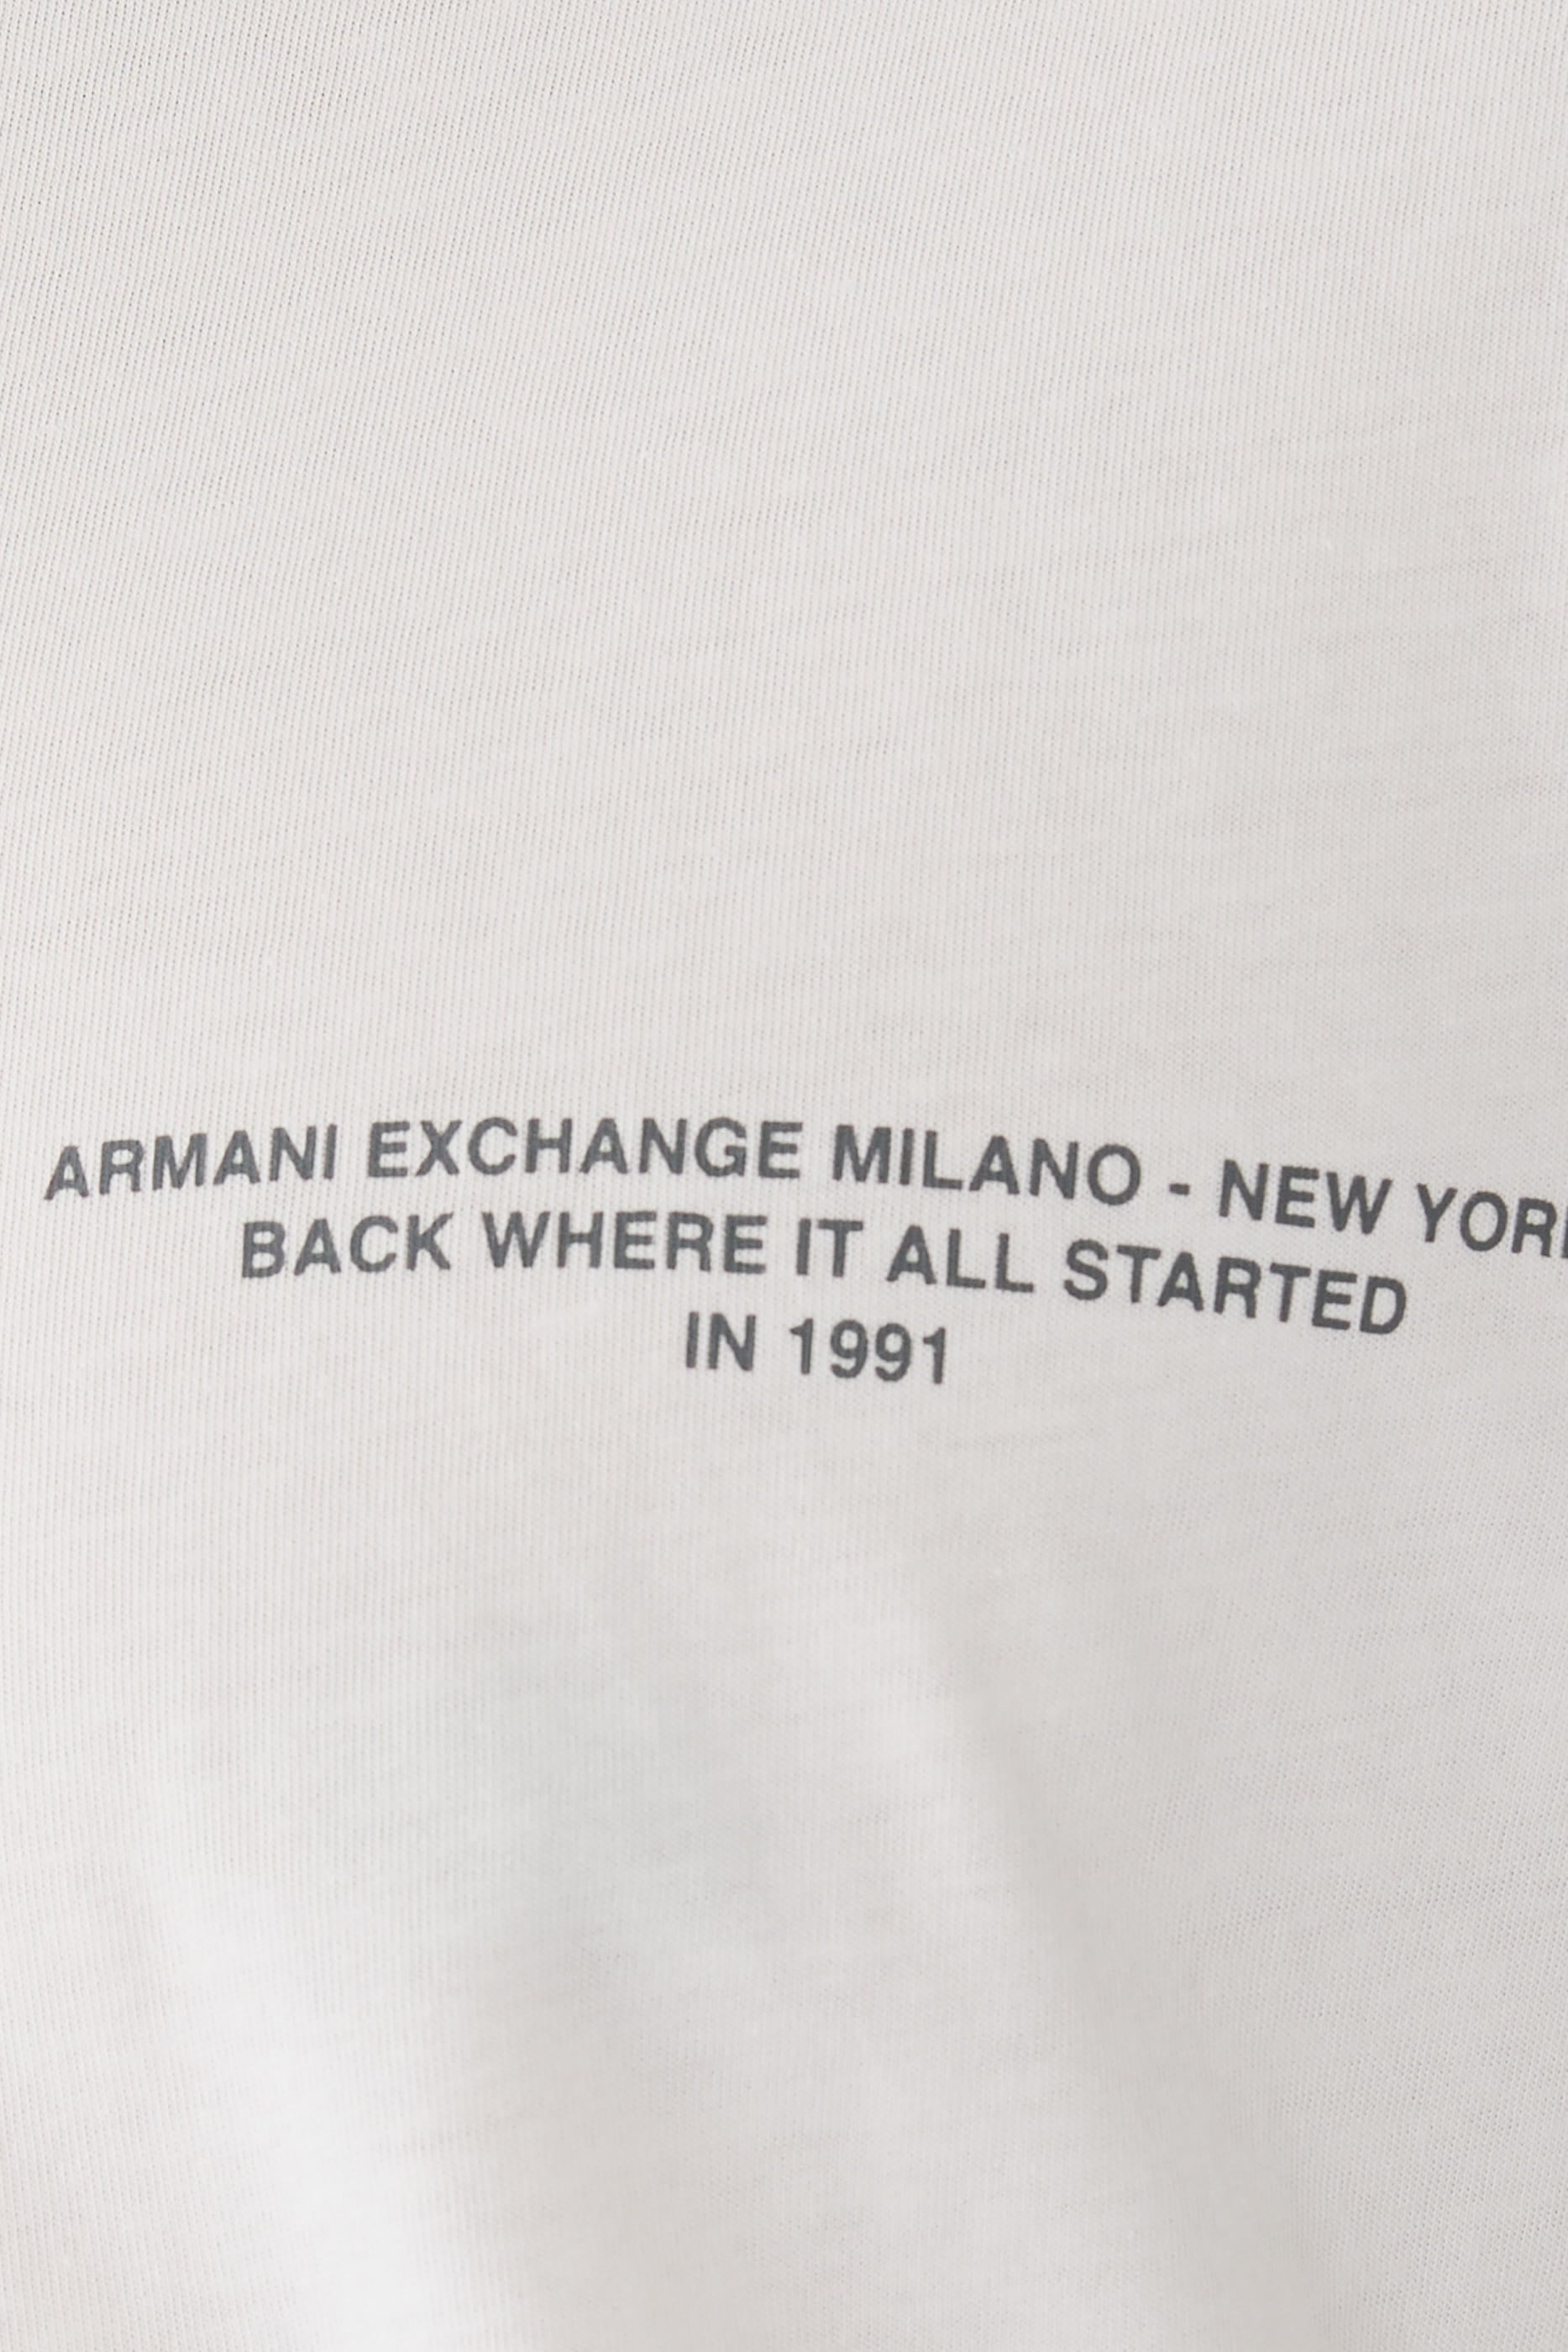 ARMANI EXCHANGE MILANO - NEW YOR
BACK WHERE IT ALL STARTED
IN 1991